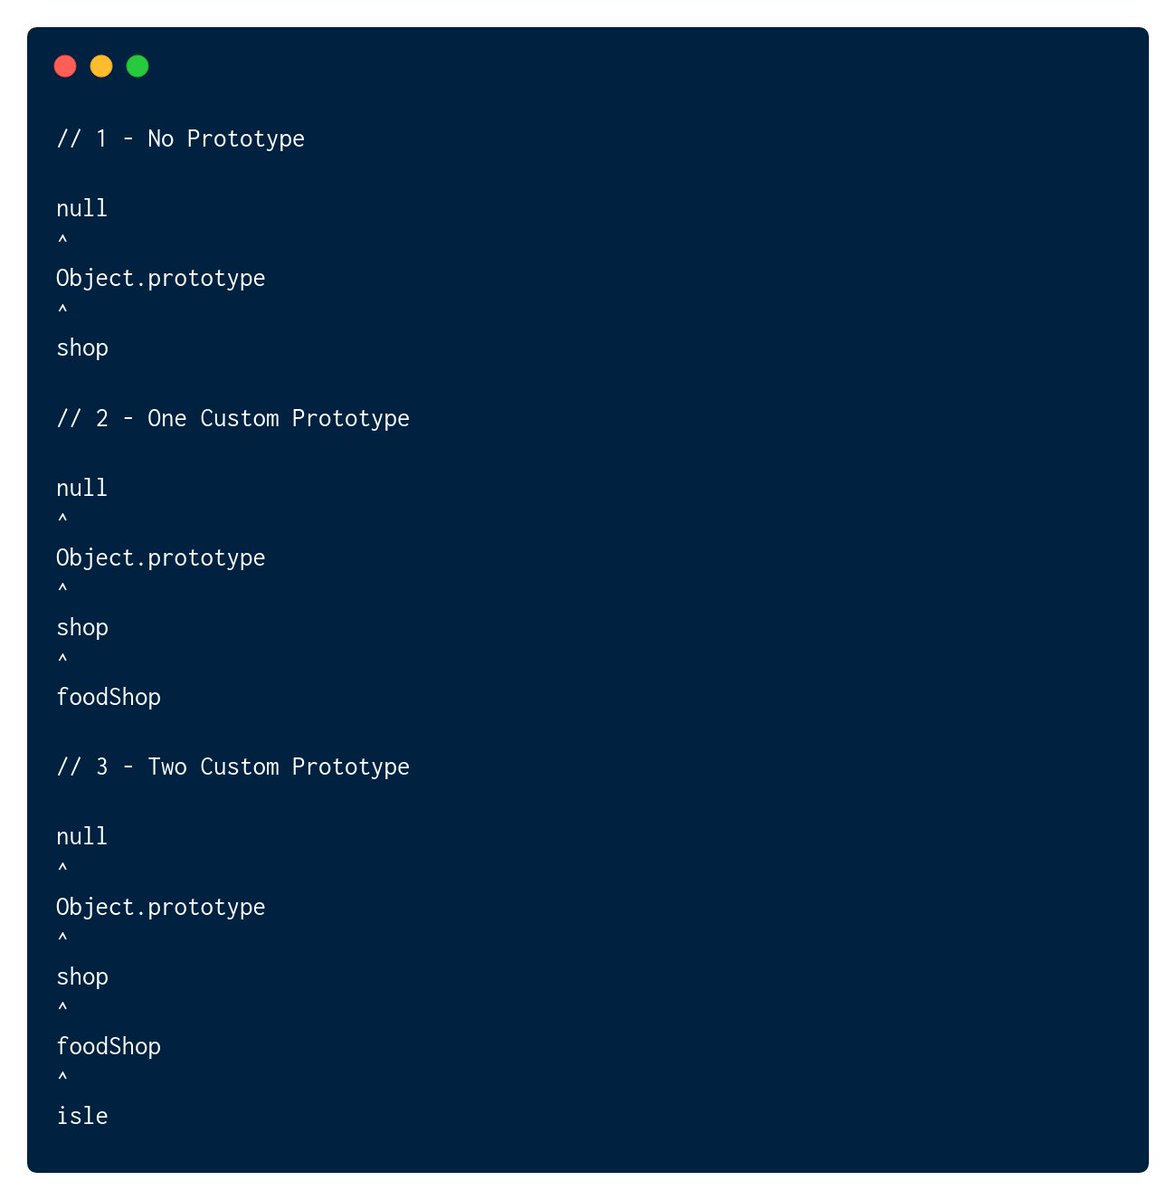 // 1 - No Prototype
null
^
Object.prototype
^
shop
// 2 - One Custom Prototype
null
^
Object.prototype
^
shop
^
foodShop
// 3 - Two Custom Prototype
null
^
Object.prototype
^
shop
^
foodShop
^
isle